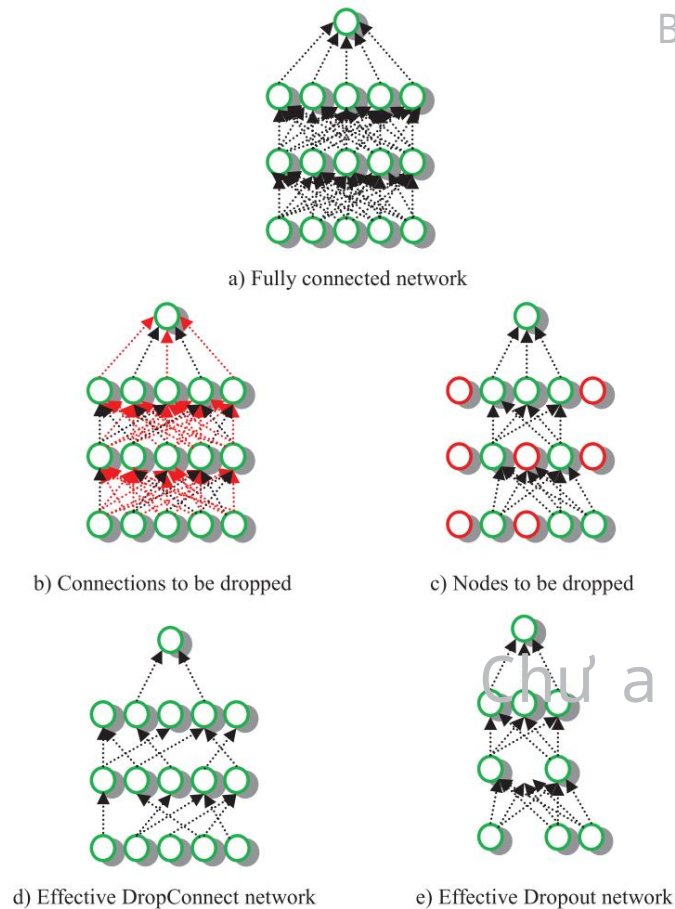 B
a) Fully connected network
b) Connections to be dropped
c) Nodes to be dropped
Chư a
d) Effective DropConnect network
e) Effective Dropout network